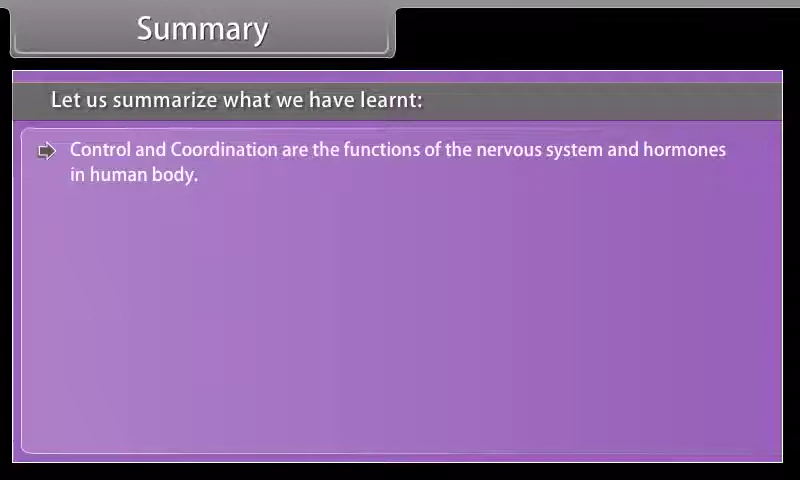 Summary
Let us summarize what we have learnt:
Control and Coordination are the functions of the nervous system and hormones
in human body.